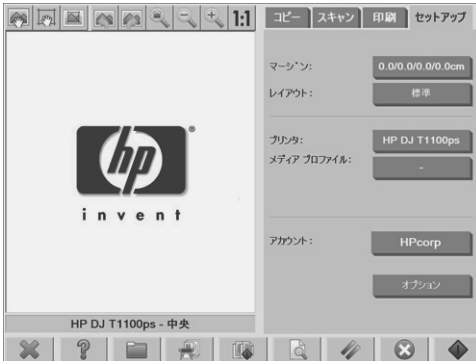 1:1
コピー スキャン 印刷 セットアップ
マージン: 0.0/0.0/0.0/0.0cm
レイアウト: 標準
hp®
invent
プリンタ: HP DJ T1100ps
メディア プロファイル: -
アカウント: HPcorp
オプション
HP DJ T1100ps - 中央
?